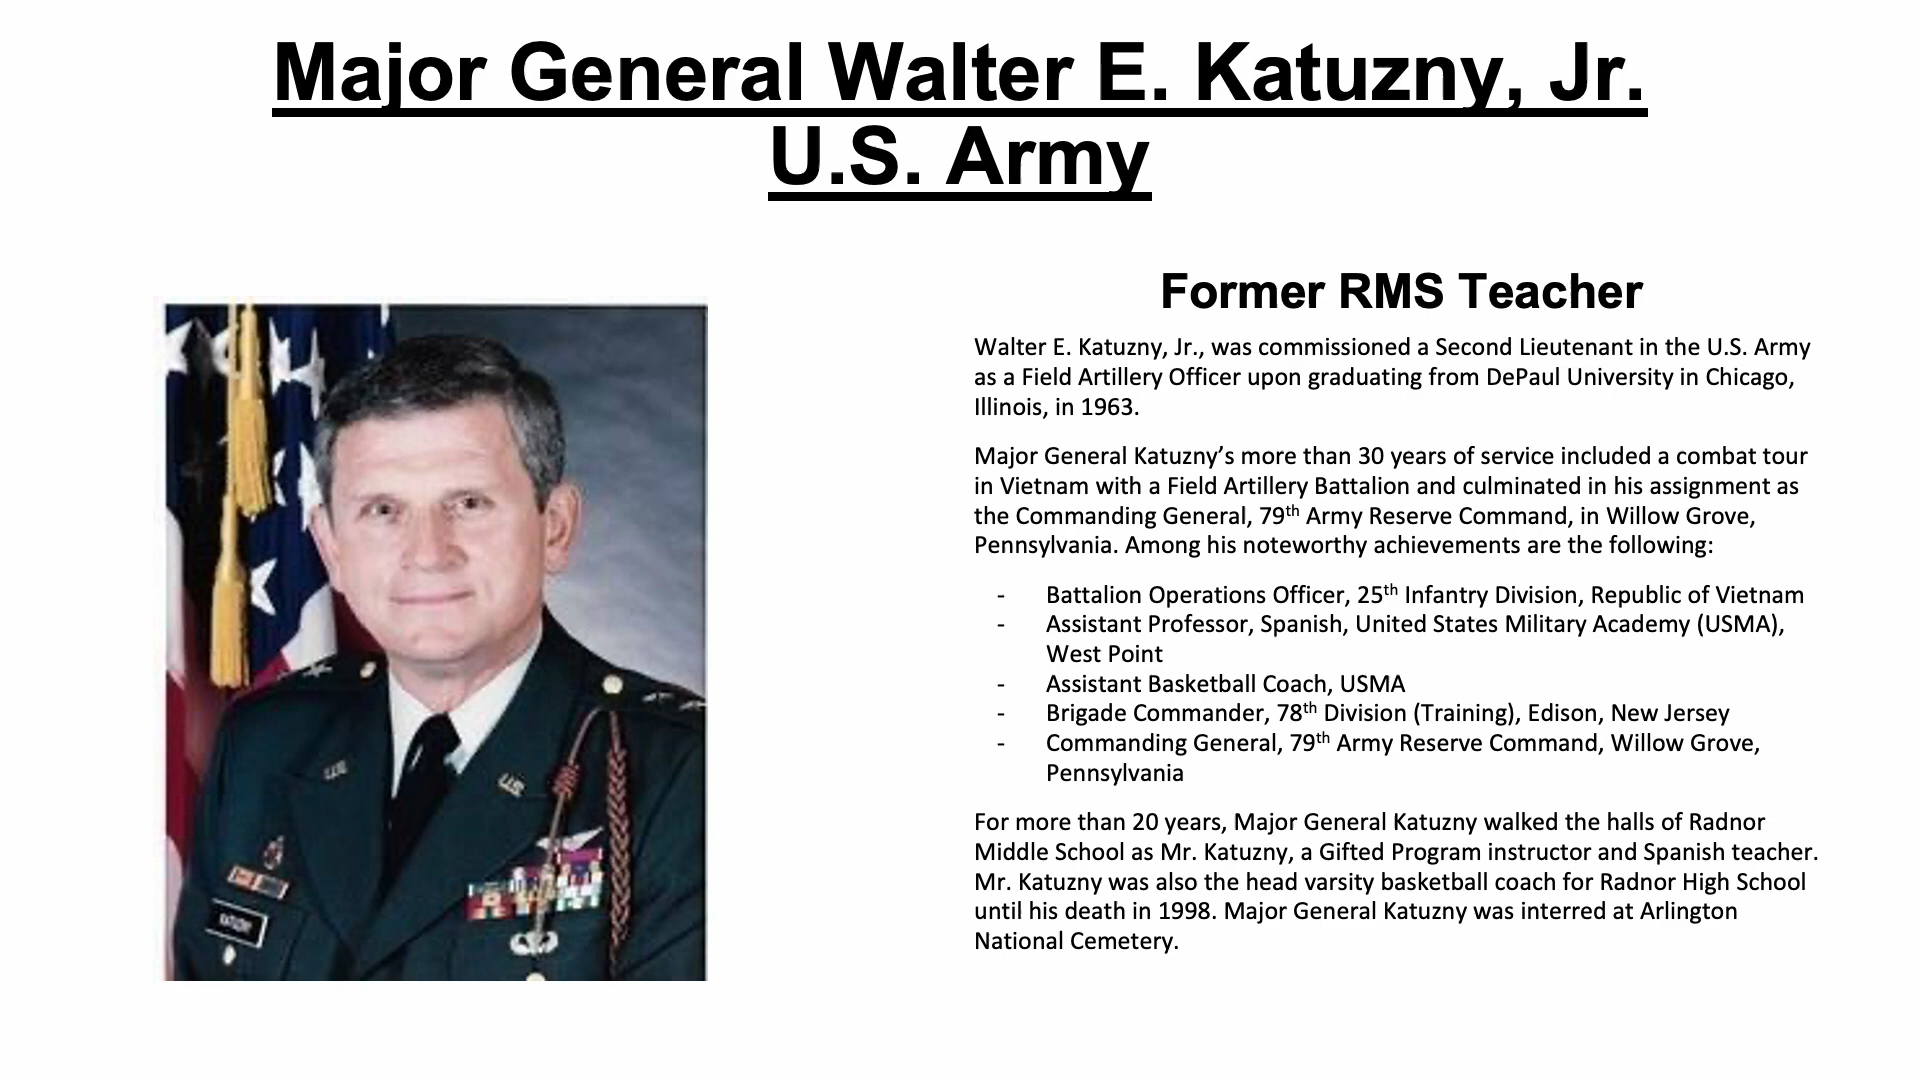 Major General Walter E. Katuzny, Jr.
U.S. Army
Former RMS Teacher
Walter E. Katuzny, Jr., was commissioned a Second Lieutenant in the U.S. Army
as a Field Artillery Officer upon graduating from DePaul University in Chicago,
Illinois, in 1963.
Major General Katuzny’s more than 30 years of service included a combat tour
in Vietnam with a Field Artillery Battalion and culminated in his assignment as
the Commanding General, 79th Army Reserve Command, in Willow Grove,
Pennsylvania. Among his noteworthy achievements are the following:
- Battalion Operations Officer, 25th Infantry Division, Republic of Vietnam
- Assistant Professor, Spanish, United States Military Academy (USMA),
West Point
- Assistant Basketball Coach, USMA
- Brigade Commander, 78th Division (Training), Edison, New Jersey
- Commanding General, 79th Army Reserve Command, Willow Grove,
Pennsylvania
For more than 20 years, Major General Katuzny walked the halls of Radnor
Middle School as Mr. Katuzny, a Gifted Program instructor and Spanish teacher.
Mr. Katuzny was also the head varsity basketball coach for Radnor High School
until his death in 1998. Major General Katuzny was interred at Arlington
National Cemetery.
US
US
KATUZNY